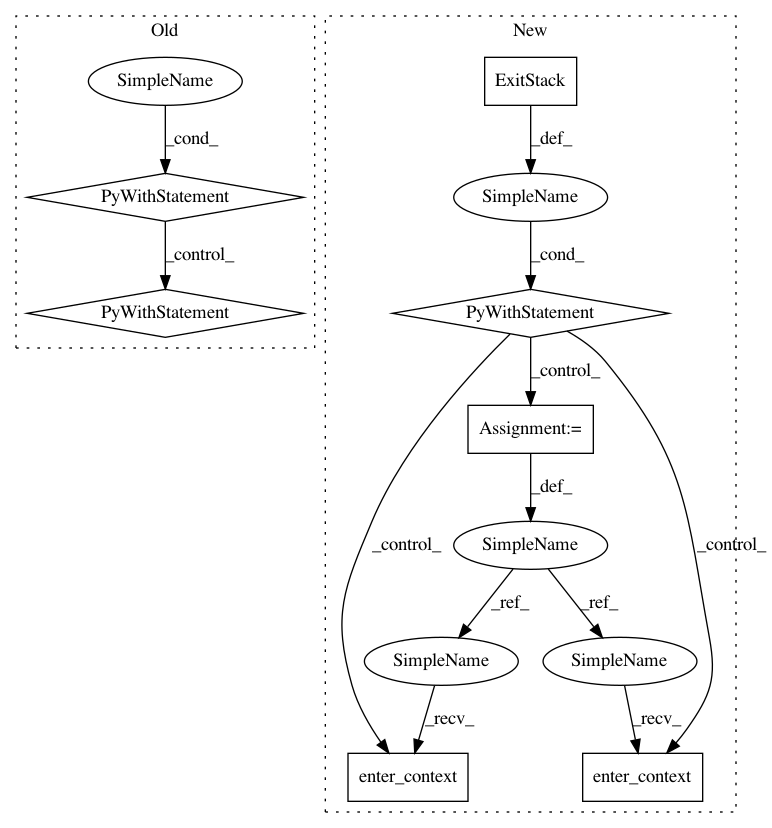 Old
New
SimpleName
ExitStack
_cond_
_def_
PyWithStatement
SimpleName
_control_
_cond_
PyWithStatement
PyWithStatement
_control_
Assignment:=
_def_
_control_
SimpleName
_control_
_ref_
_ref_
SimpleName
SimpleName
_recv_
_recv_
enter_context
enter_context